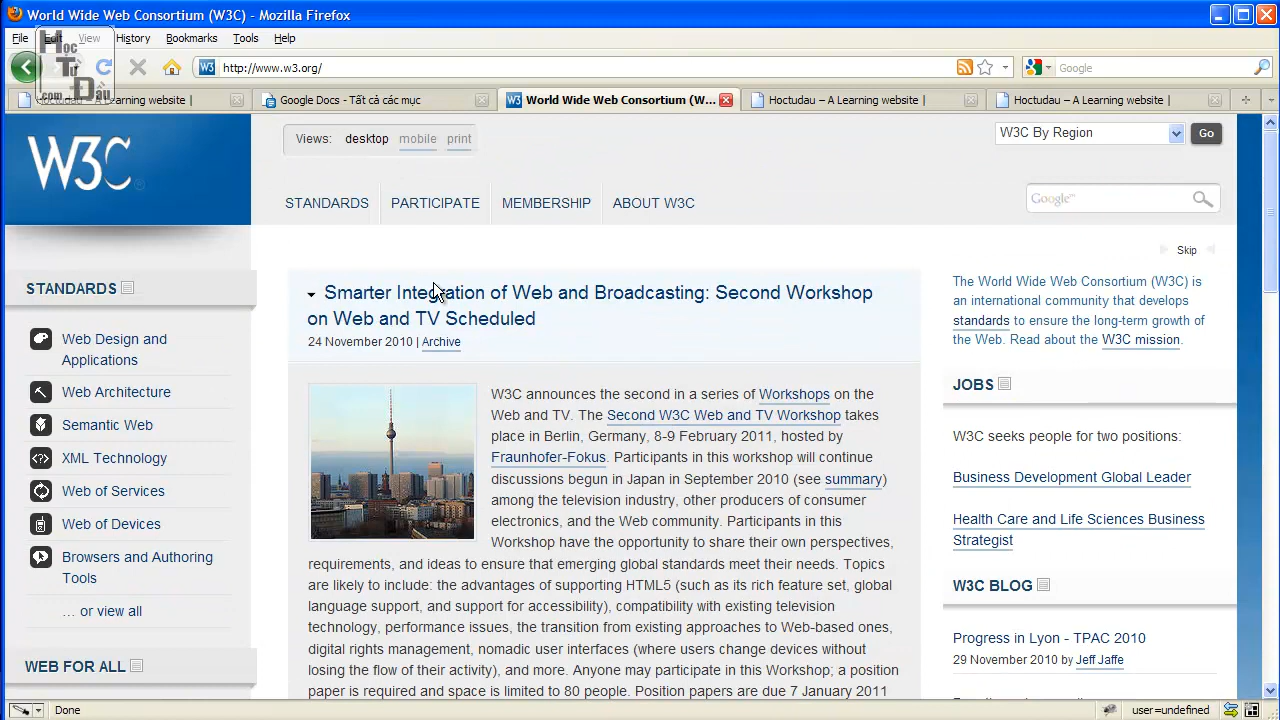 World Wide Web Consortium (W3C) - Mozilla Firefox
File Edit View History Bookmarks Tools Help
Học
Từ
Đầu
.com
http://www.w3.org/
Google
Hoctudau – A Learning website |
Google Docs - Tất cả các mục
World Wide Web Consortium (W...
Hoctudau – A Learning website |
Hoctudau – A Learning website |
W3C
Views: desktop mobile print
W3C By Region
Go
STANDARDS PARTICIPATE MEMBERSHIP ABOUT W3C
Google™
Skip
STANDARDS
Web Design and
Applications
Web Architecture
Semantic Web
XML Technology
Web of Services
Web of Devices
Browsers and Authoring
Tools
… or view all
WEB FOR ALL
Smarter Integration of Web and Broadcasting: Second Workshop
on Web and TV Scheduled
24 November 2010 | Archive
W3C announces the second in a series of Workshops on the
Web and TV. The Second W3C Web and TV Workshop takes
place in Berlin, Germany, 8-9 February 2011, hosted by
Fraunhofer-Fokus. Participants in this workshop will continue
discussions begun in Japan in September 2010 (see summary)
among the television industry, other producers of consumer
electronics, and the Web community. Participants in this
Workshop have the opportunity to share their own perspectives,
requirements, and ideas to ensure that emerging global standards meet their needs. Topics
are likely to include: the advantages of supporting HTML5 (such as its rich feature set, global
language support, and support for accessibility), compatibility with existing television
technology, performance issues, the transition from existing approaches to Web-based ones,
digital rights management, nomadic user interfaces (where users change devices without
losing the flow of their activity), and more. Anyone may participate in this Workshop; a position
paper is required and space is limited to 80 people. Position papers are due 7 January 2011
The World Wide Web Consortium (W3C) is
an international community that develops
standards to ensure the long-term growth of
the Web. Read about the W3C mission.
JOBS
W3C seeks people for two positions:
Business Development Global Leader
Health Care and Life Sciences Business
Strategist
W3C BLOG
Progress in Lyon - TPAC 2010
29 November 2010 by Jeff Jaffe
Done
user=undefined